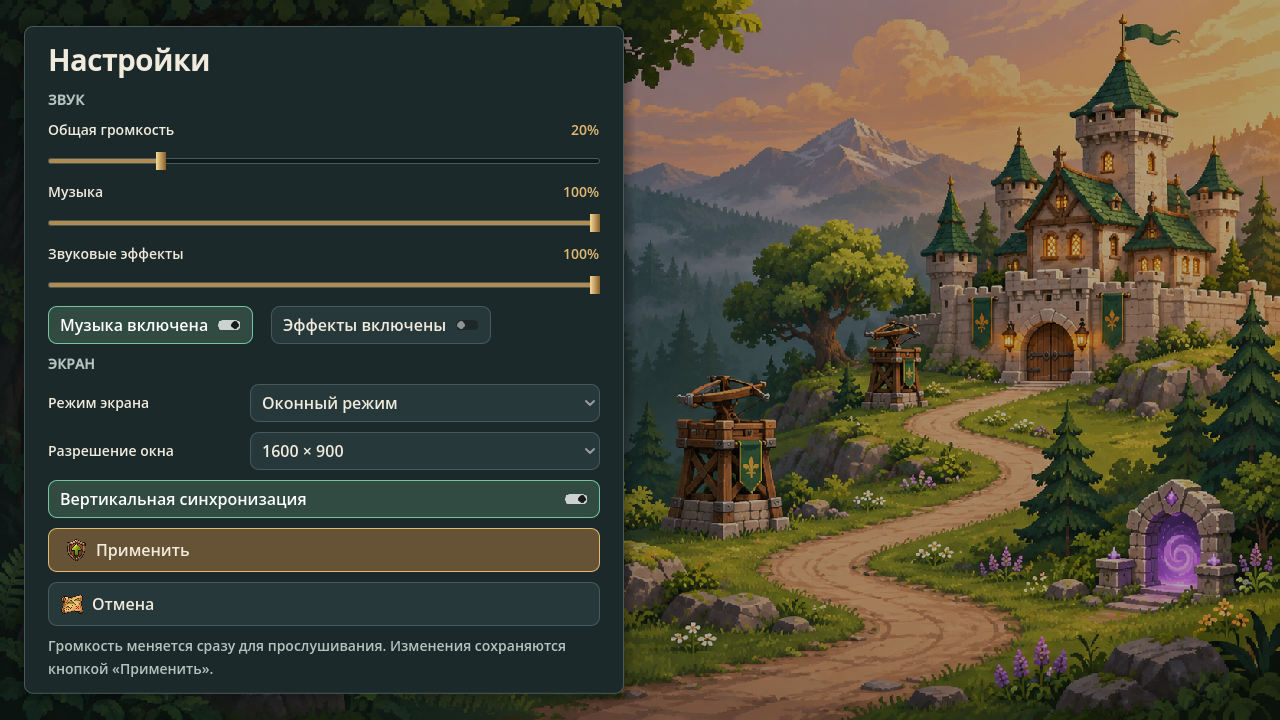 Настройки
ЗВУК
Общая громкость 20%
Музыка 100%
Звуковые эффекты 100%
Музыка включена Эффекты включены
ЭКРАН
Режим экрана Оконный режим
Разрешение окна 1600 × 900
Вертикальная синхронизация
Применить
Отмена
Громкость меняется сразу для прослушивания. Изменения сохраняются
кнопкой «Применить».